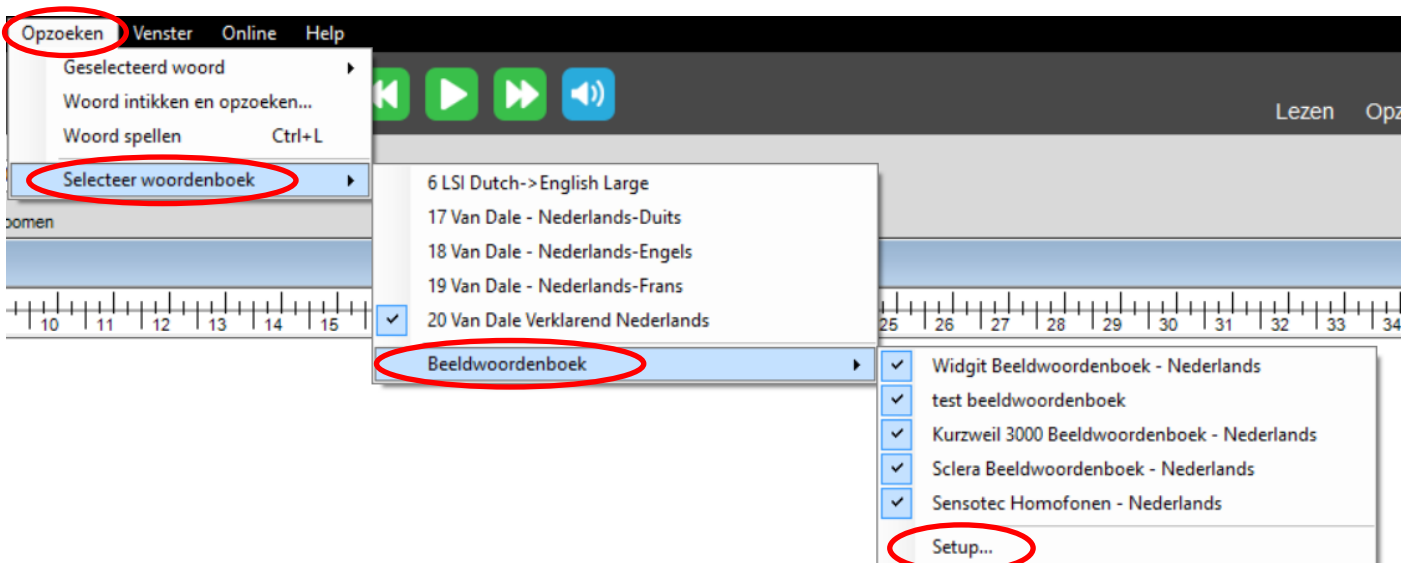 Opzoeken Venster Online Help
Geselecteerd woord
Woord intikken en opzoeken...
Woord spellen Ctrl+L
Selecteer woordenboek
Lezen
6 LSI Dutch->English Large
17 Van Dale - Nederlands-Duits
18 Van Dale - Nederlands-Engels
19 Van Dale - Nederlands-Frans
20 Van Dale Verklarend Nederlands
Beeldwoordenboek
10 11 12 13 14 15
25 26 27 28 29 30 31 32 33 34
Widgit Beeldwoordenboek - Nederlands
test beeldwoordenboek
Kurzweil 3000 Beeldwoordenboek - Nederlands
Sclera Beeldwoordenboek - Nederlands
Sensotec Homofonen - Nederlands
Setup...